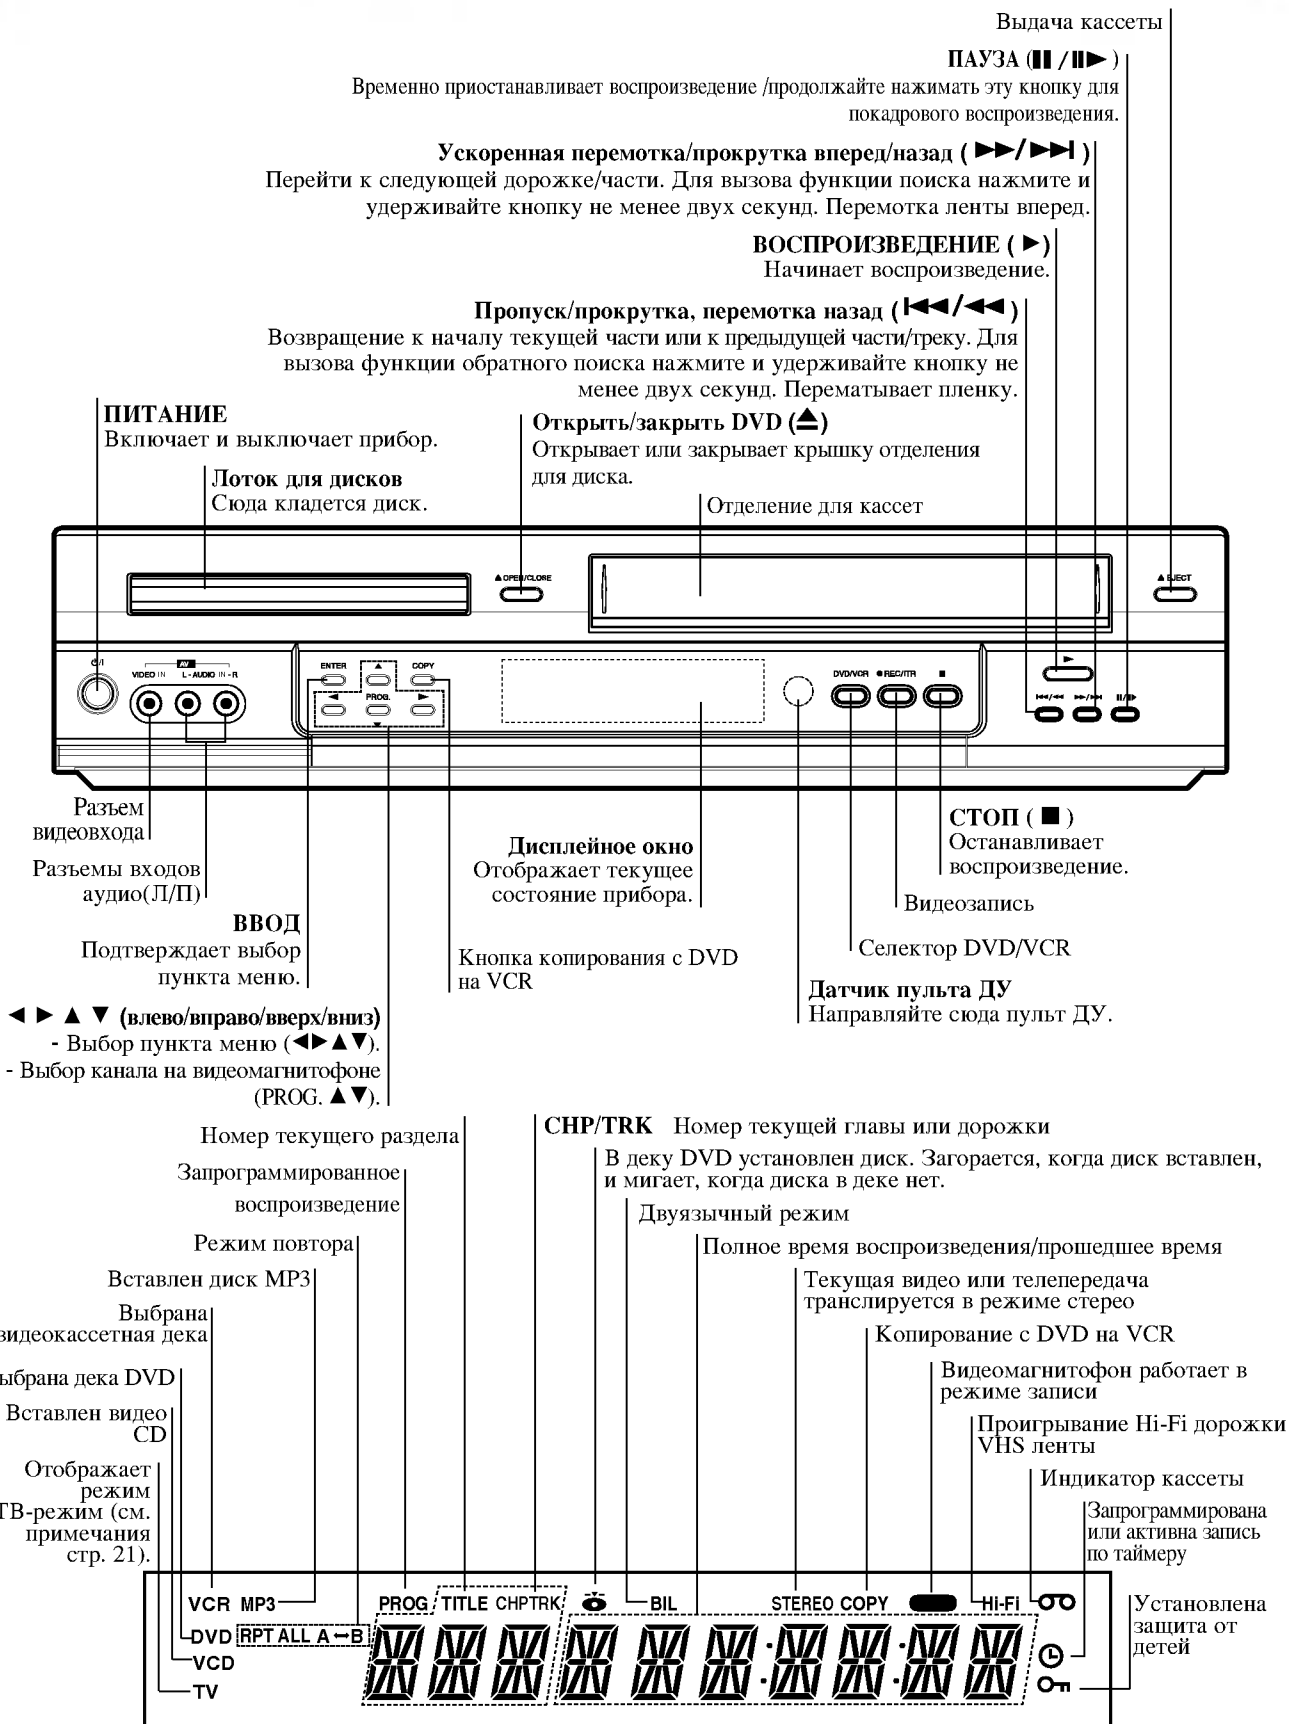 Выдача кассеты
ПАУЗА (▮▮ / ▮▮▶ )
Временно приостанавливает воспроизведение /продолжайте нажимать эту кнопку для
покадрового воспроизведения.
Ускоренная перемотка/прокрутка вперед/назад ( ▶▶/▶▶▎)
Перейти к следующей дорожке/части. Для вызова функции поиска нажмите и
удерживайте кнопку не менее двух секунд. Перемотка ленты вперед.
ВОСПРОИЗВЕДЕНИЕ ( ▶)
Начинает воспроизведение.
Пропуск/прокрутка, перемотка назад (▎◀◀/◀◀ )
Возвращение к началу текущей части или к предыдущей части/треку. Для
вызова функции обратного поиска нажмите и удерживайте кнопку не
менее двух секунд. Перематывает пленку.
ПИТАНИЕ
Включает и выключает прибор.
Открыть/закрыть DVD (⏏)
Открывает или закрывает крышку отделения
для диска.
Лоток для дисков
Сюда кладется диск.
Отделение для кассет
▲ OPEN/CLOSE
▲ EJECT
⏻/I
AV
VIDEO IN
L - AUDIO IN - R
ENTER
▲
COPY
◀
PROG.
▶
▼
DVD/VCR
● REC/ITR
■
▶
▎◀◀/◀◀
▶▶/▶▶▎
▮▮/▮▮▶
Разъем
видеовхода
Разъемы входов
аудио(Л/П)
ВВОД
Подтверждает выбор
пункта меню.
◀ ▶ ▲ ▼ (влево/вправо/вверх/вниз)
- Выбор пункта меню (◀▶▲▼).
- Выбор канала на видеомагнитофоне
(PROG. ▲▼).
Кнопка копирования с DVD
на VCR
Дисплейное окно
Отображает текущее
состояние прибора.
СТОП ( ■ )
Останавливает
воспроизведение.
Видеозапись
Селектор DVD/VCR
Датчик пульта ДУ
Направляйте сюда пульт ДУ.
Номер текущего раздела
CHP/TRK Номер текущей главы или дорожки
В деку DVD установлен диск. Загорается, когда диск вставлен,
и мигает, когда диска в деке нет.
Запрограммированное
воспроизведение
Двуязычный режим
Режим повтора
Полное время воспроизведения/прошедшее время
Вставлен диск MP3
Текущая видео или телепередача
транслируется в режиме стерео
Выбрана
видеокассетная дека
Копирование с DVD на VCR
ыбрана дека DVD
Видеомагнитофон работает в
режиме записи
Вставлен видео
CD
Проигрывание Hi-Fi дорожки
VHS ленты
Отображает
режим
ТВ-режим (см.
примечания
стр. 21).
Индикатор кассеты
Запрограммирована
или активна запись
по таймеру
Установлена
защита от
детей
VCR MP3
PROG TITLE CHPTRK
BIL
STEREO COPY
Hi-Fi
DVD RPT ALL A ↔ B
VCD
TV